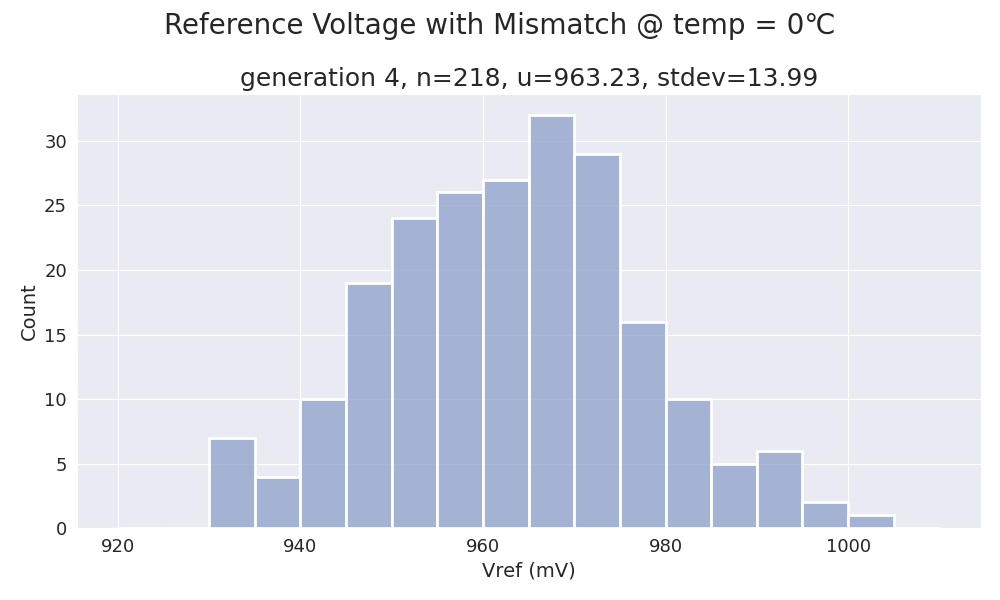 Reference Voltage with Mismatch @ temp = 0℃
generation 4, n=218, u=963.23, stdev=13.99
30
25
20
15
10
5
0
Count
920 940 960 980 1000
Vref (mV)